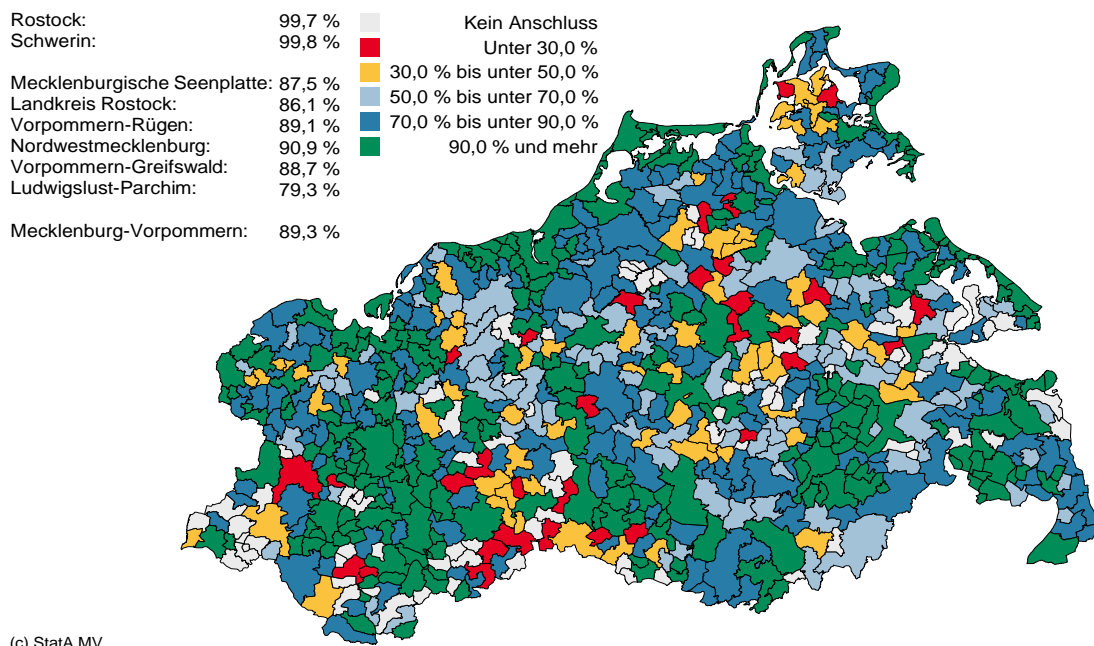 Rostock: 99,7 %
Schwerin: 99,8 %
Mecklenburgische Seenplatte: 87,5 %
Landkreis Rostock: 86,1 %
Vorpommern-Rügen: 89,1 %
Nordwestmecklenburg: 90,9 %
Vorpommern-Greifswald: 88,7 %
Ludwigslust-Parchim: 79,3 %
Mecklenburg-Vorpommern: 89,3 %
Kein Anschluss
Unter 30,0 %
30,0 % bis unter 50,0 %
50,0 % bis unter 70,0 %
70,0 % bis unter 90,0 %
90,0 % und mehr
(c) StatA MV